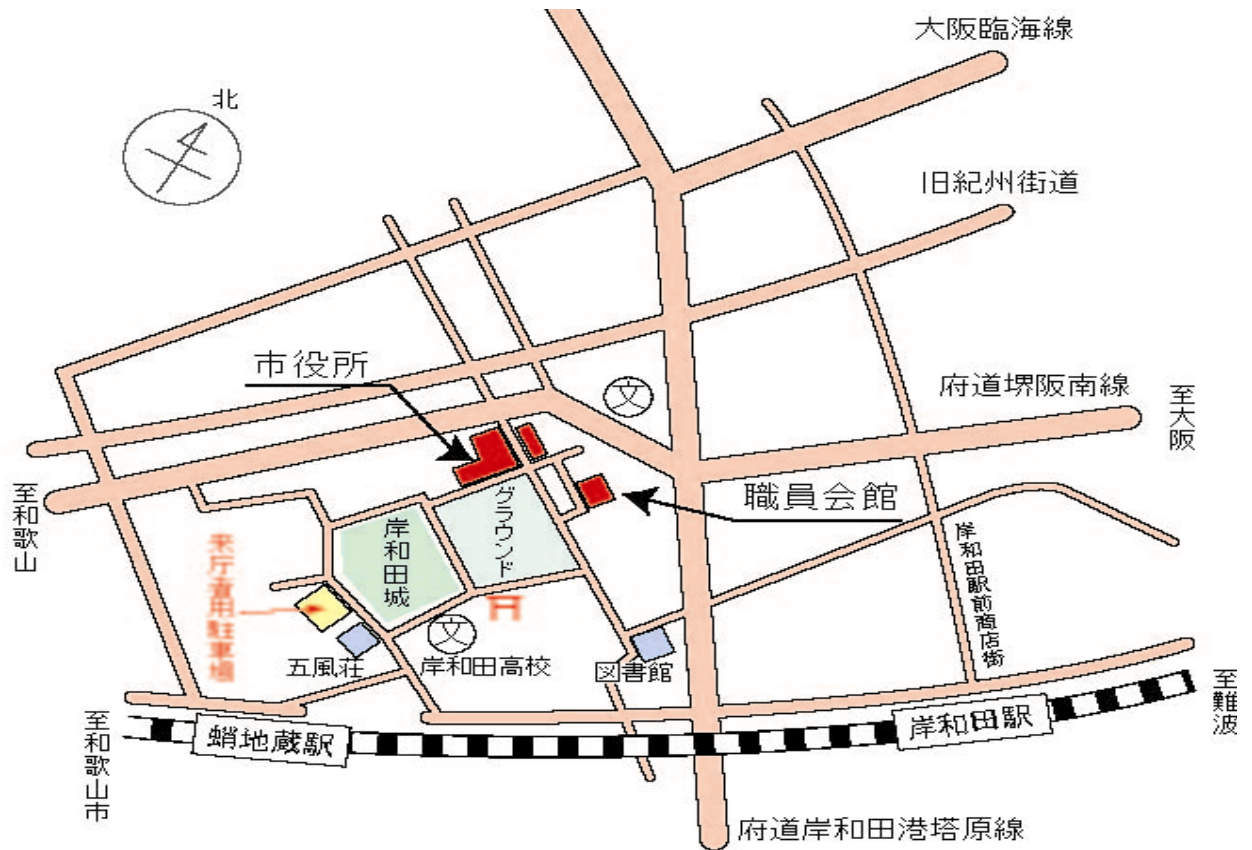 大阪臨海線
北
旧紀州街道
市役所
文
府道堺阪南線
至大阪
至和歌山
職員会館
グラウンド
岸和田城
来庁者用駐車場
岸和田駅前商店街
文
五風荘
岸和田高校
図書館
至難波
至和歌山市
蛸地蔵駅
岸和田駅
府道岸和田港塔原線